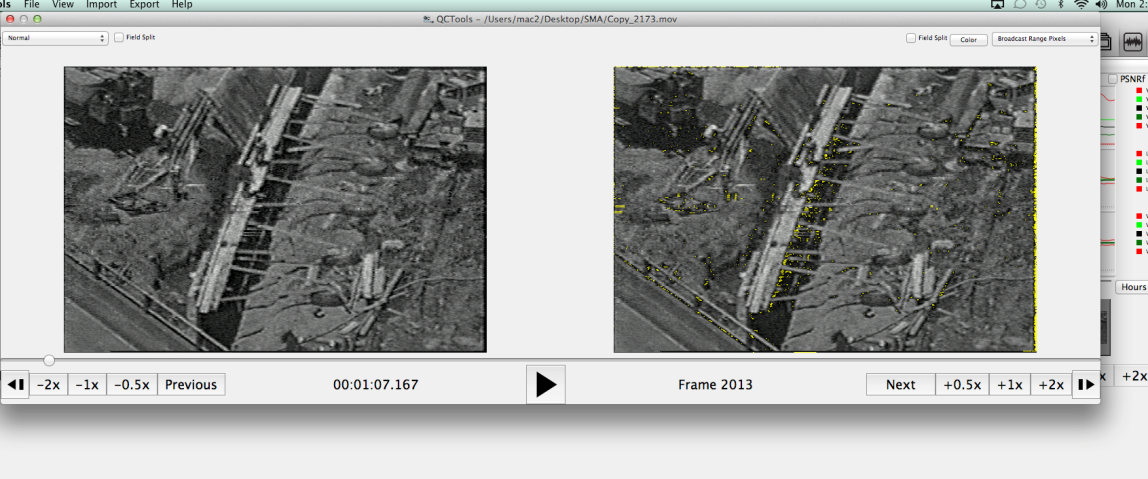 ols File View Import Export Help Mon 2:
QCTools – /Users/mac2/Desktop/SMA/Copy_2173.mov
Normal Field Split Field Split Color Broadcast Range Pixels
PSNRf
Hours
−2x −1x −0.5x Previous 00:01:07.167 Frame 2013 Next +0.5x +1x +2x x +2x